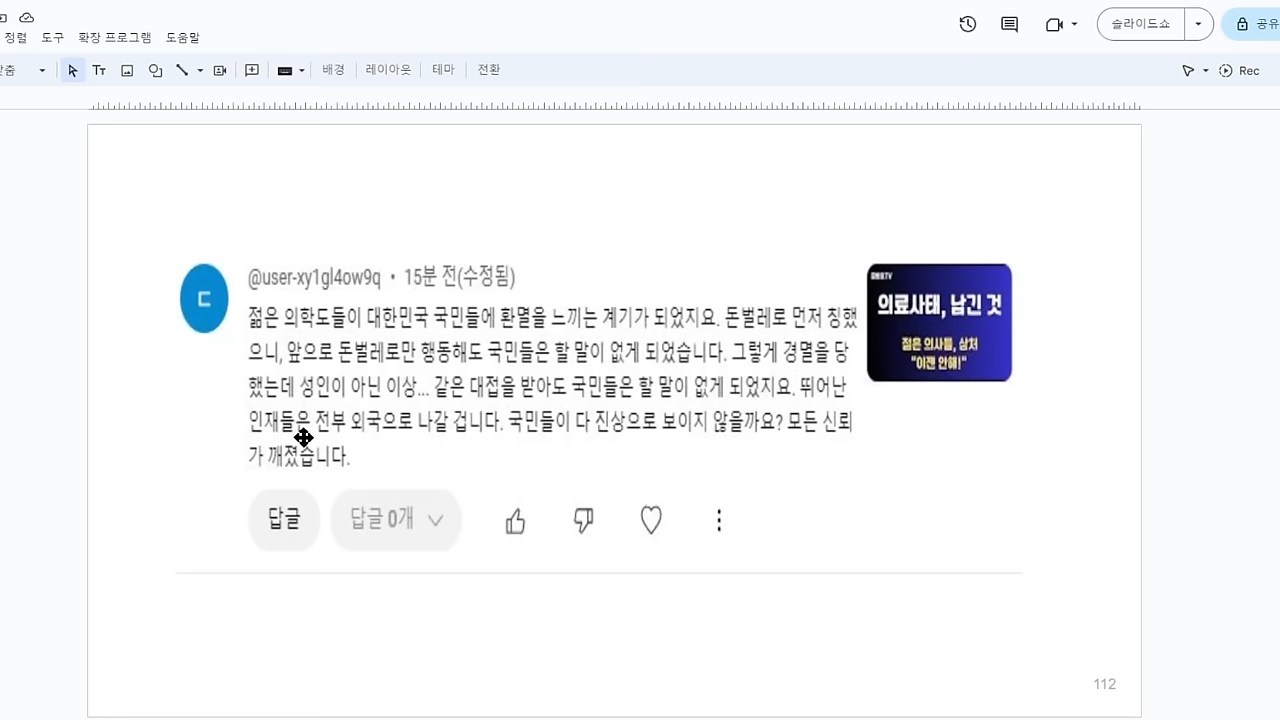 정렬 도구 확장 프로그램 도움말
슬라이드쇼
공유
맞춤
배경 레이아웃 테마 전환
Rec
@user-xy1gl4ow9q • 15분 전(수정됨)
젊은 의학도들이 대한민국 국민들에 환멸을 느끼는 계기가 되었지요. 돈벌레로 먼저 칭했
으니, 앞으로 돈벌레로만 행동해도 국민들은 할 말이 없게 되었습니다. 그렇게 경멸을 당
했는데 성인이 아닌 이상... 같은 대접을 받아도 국민들은 할 말이 없게 되었지요. 뛰어난
인재들은 전부 외국으로 나갈 겁니다. 국민들이 다 진상으로 보이지 않을까요? 모든 신뢰
가 깨졌습니다.
ㄷ
의료사태, 남긴 것
젊은 의사들, 상처
"이젠 안해!"
답글
답글 0개
112